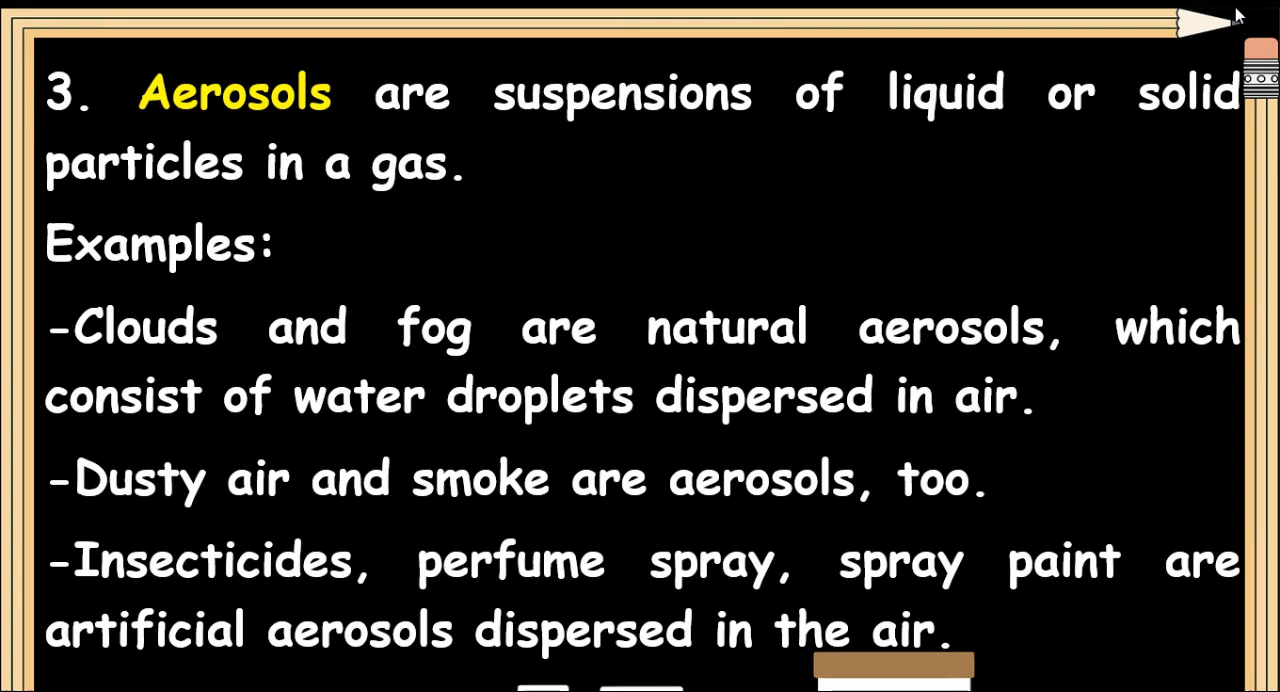 3. Aerosols are suspensions of liquid or solid
particles in a gas.
Examples:
-Clouds and fog are natural aerosols, which
consist of water droplets dispersed in air.
-Dusty air and smoke are aerosols, too.
-Insecticides, perfume spray, spray paint are
artificial aerosols dispersed in the air.